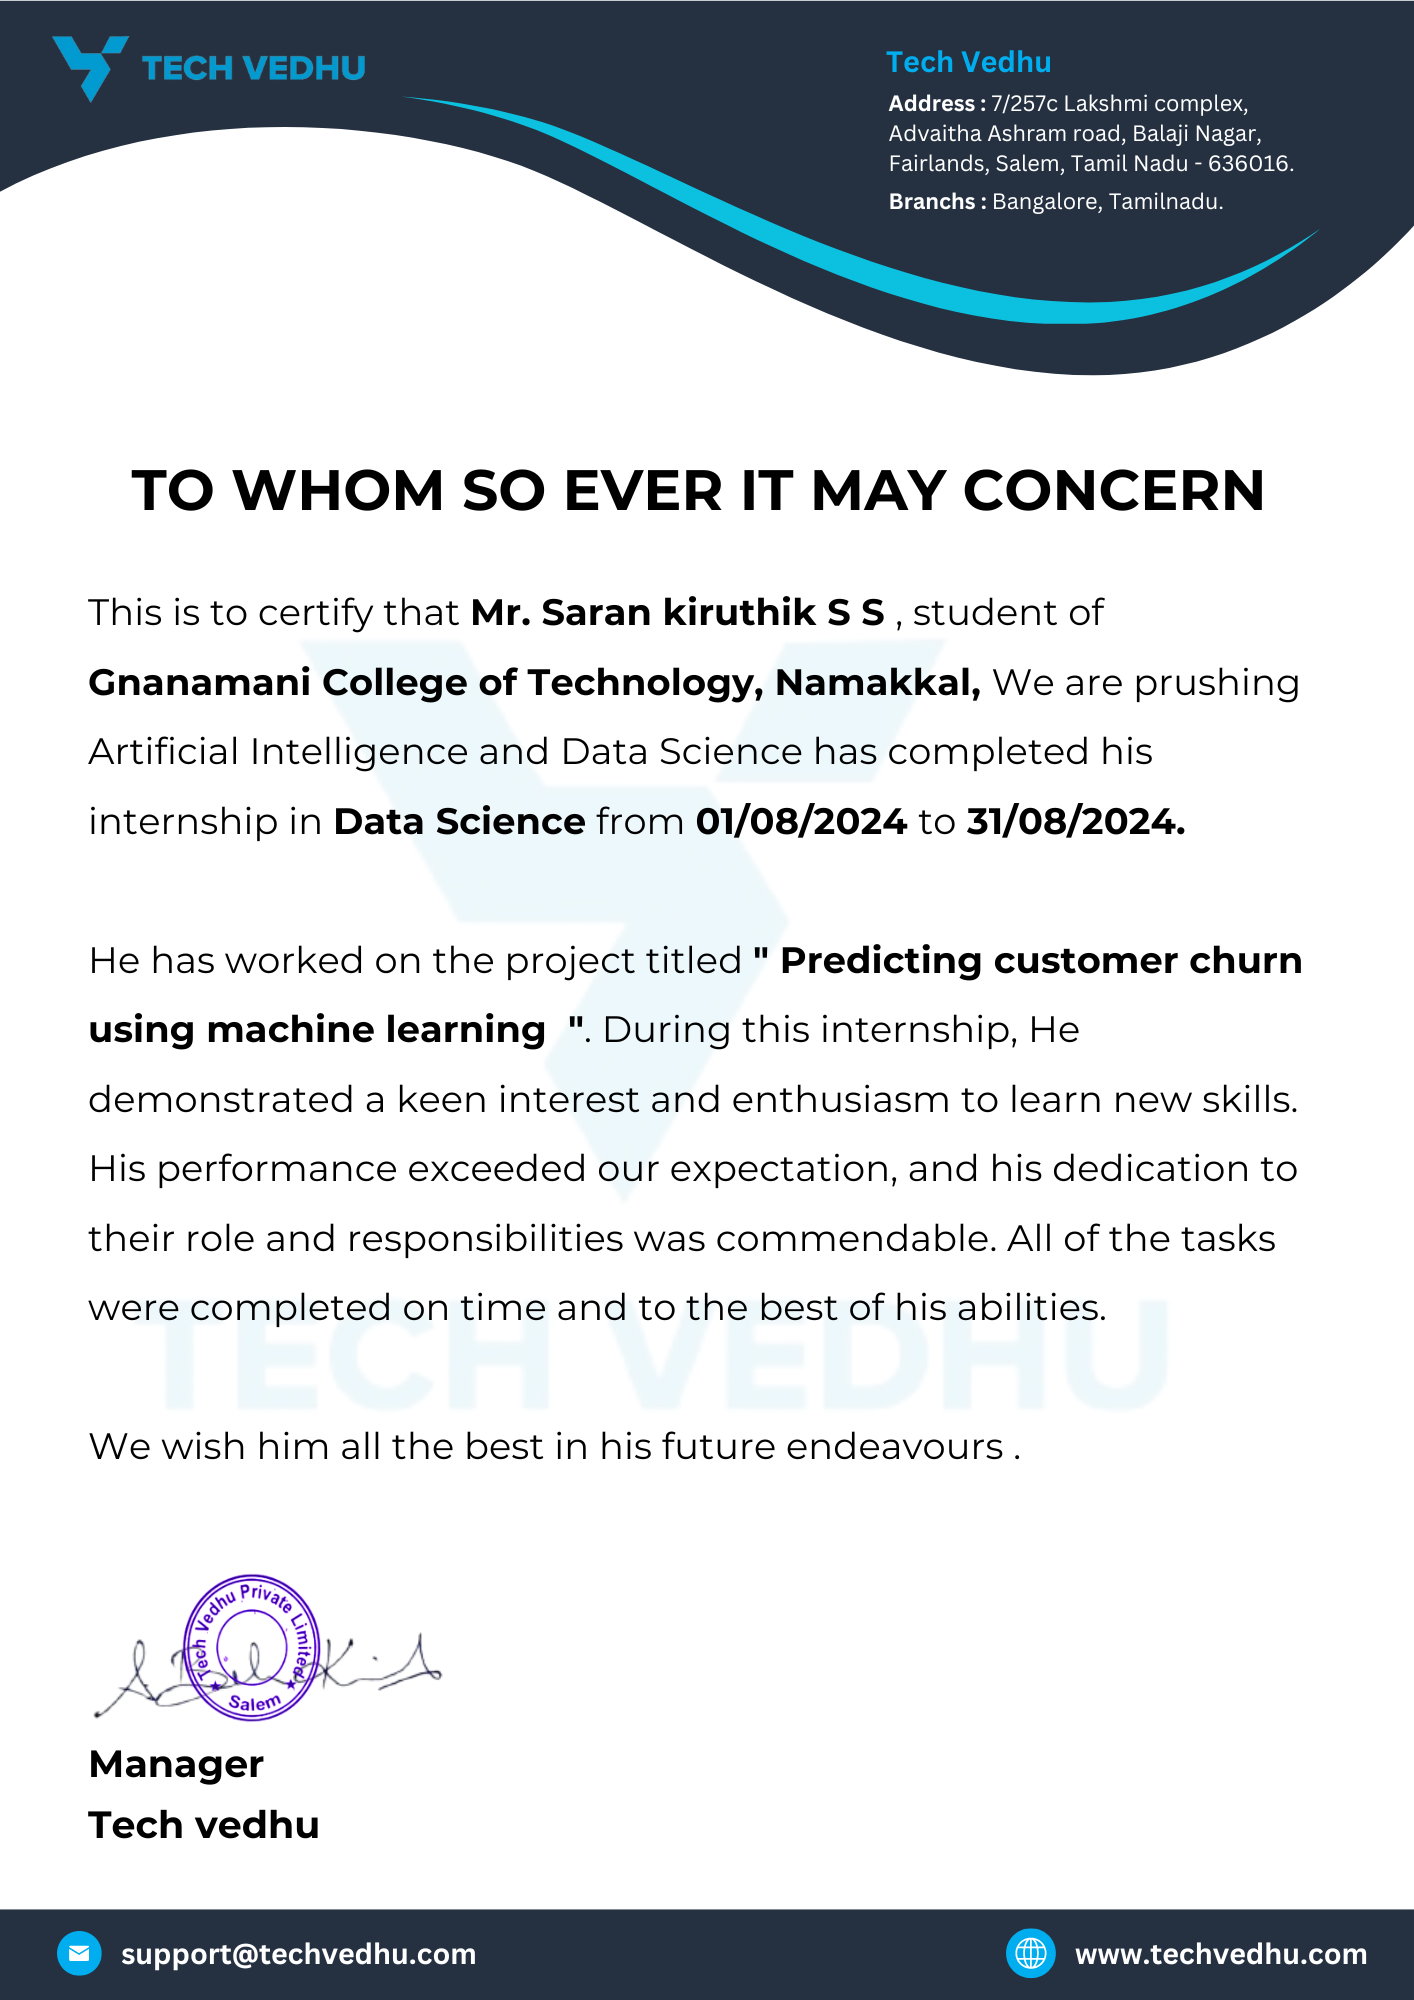 TECH VEDHU
Tech Vedhu
Address : 7/257c Lakshmi complex,
Advaitha Ashram road, Balaji Nagar,
Fairlands, Salem, Tamil Nadu - 636016.
Branchs : Bangalore, Tamilnadu.
TO WHOM SO EVER IT MAY CONCERN
This is to certify that Mr. Saran kiruthik S S , student of
Gnanamani College of Technology, Namakkal, We are prushing
Artificial Intelligence and Data Science has completed his
internship in Data Science from 01/08/2024 to 31/08/2024.
He has worked on the project titled " Predicting customer churn
using machine learning ". During this internship, He
demonstrated a keen interest and enthusiasm to learn new skills.
His performance exceeded our expectation, and his dedication to
their role and responsibilities was commendable. All of the tasks
were completed on time and to the best of his abilities.
TECH VEDHU
We wish him all the best in his future endeavours .
Tech Vedhu Private Limited
Salem
Manager
Tech vedhu
support@techvedhu.com
www.techvedhu.com